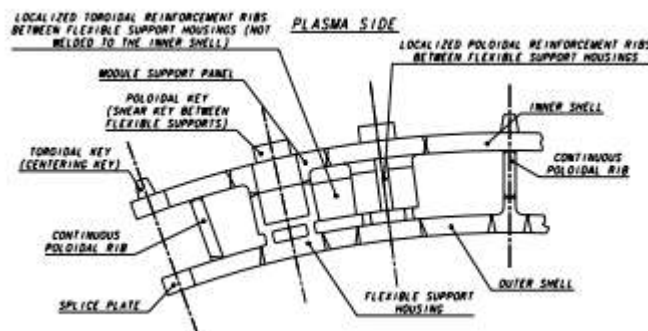 LOCALIZED TOROIDAL REINFORCEMENT RIBS
BETWEEN FLEXIBLE SUPPORT HOUSINGS (NOT
WELDED TO THE INNER SHELL)
PLASMA SIDE
LOCALIZED POLOIDAL REINFORCEMENT RIBS
BETWEEN FLEXIBLE SUPPORT HOUSINGS
MODULE SUPPORT PANEL
POLOIDAL KEY
(SHEAR KEY BETWEEN
FLEXIBLE SUPPORTS)
INNER SHELL
TOROIDAL KEY
(CENTERING KEY)
CONTINUOUS
POLOIDAL RIB
CONTINUOUS
POLOIDAL RIB
SPLICE PLATE
FLEXIBLE SUPPORT
HOUSING
OUTER SHELL